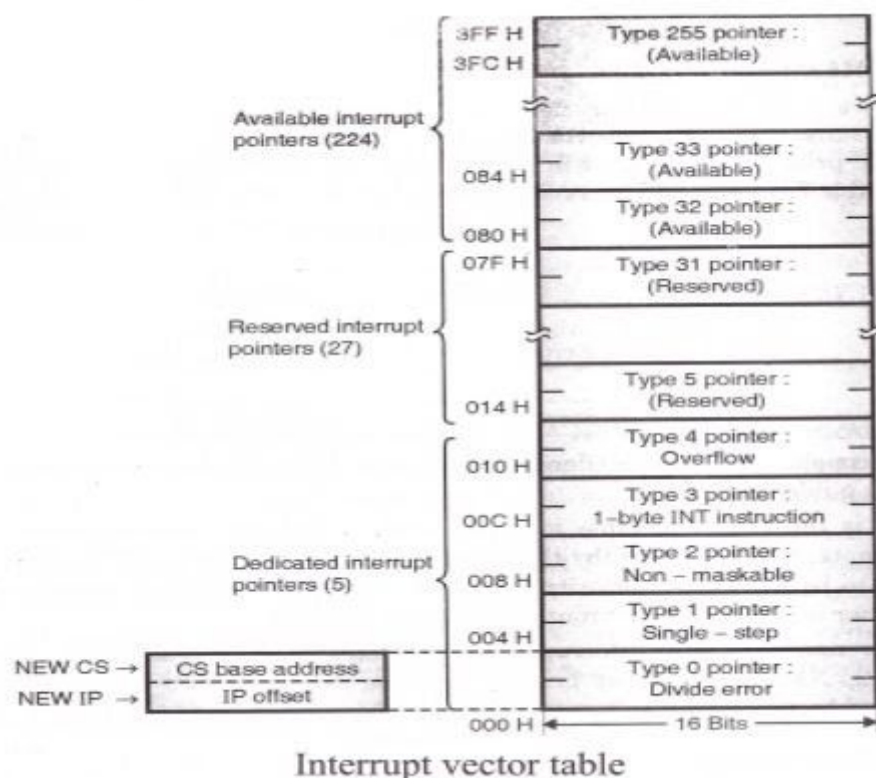 3FF H
Type 255 pointer :
(Available)
3FC H
Available interrupt
pointers (224)
Type 33 pointer :
(Available)
084 H
Type 32 pointer :
(Available)
080 H
07F H
Type 31 pointer :
(Reserved)
Reserved interrupt
pointers (27)
Type 5 pointer :
(Reserved)
014 H
Type 4 pointer :
Overflow
010 H
Type 3 pointer :
1-byte INT instruction
00C H
Dedicated interrupt
pointers (5)
Type 2 pointer :
Non - maskable
008 H
Type 1 pointer :
Single - step
004 H
NEW CS → CS base address
NEW IP → IP offset
Type 0 pointer :
Divide error
000 H
16 Bits
Interrupt vector table